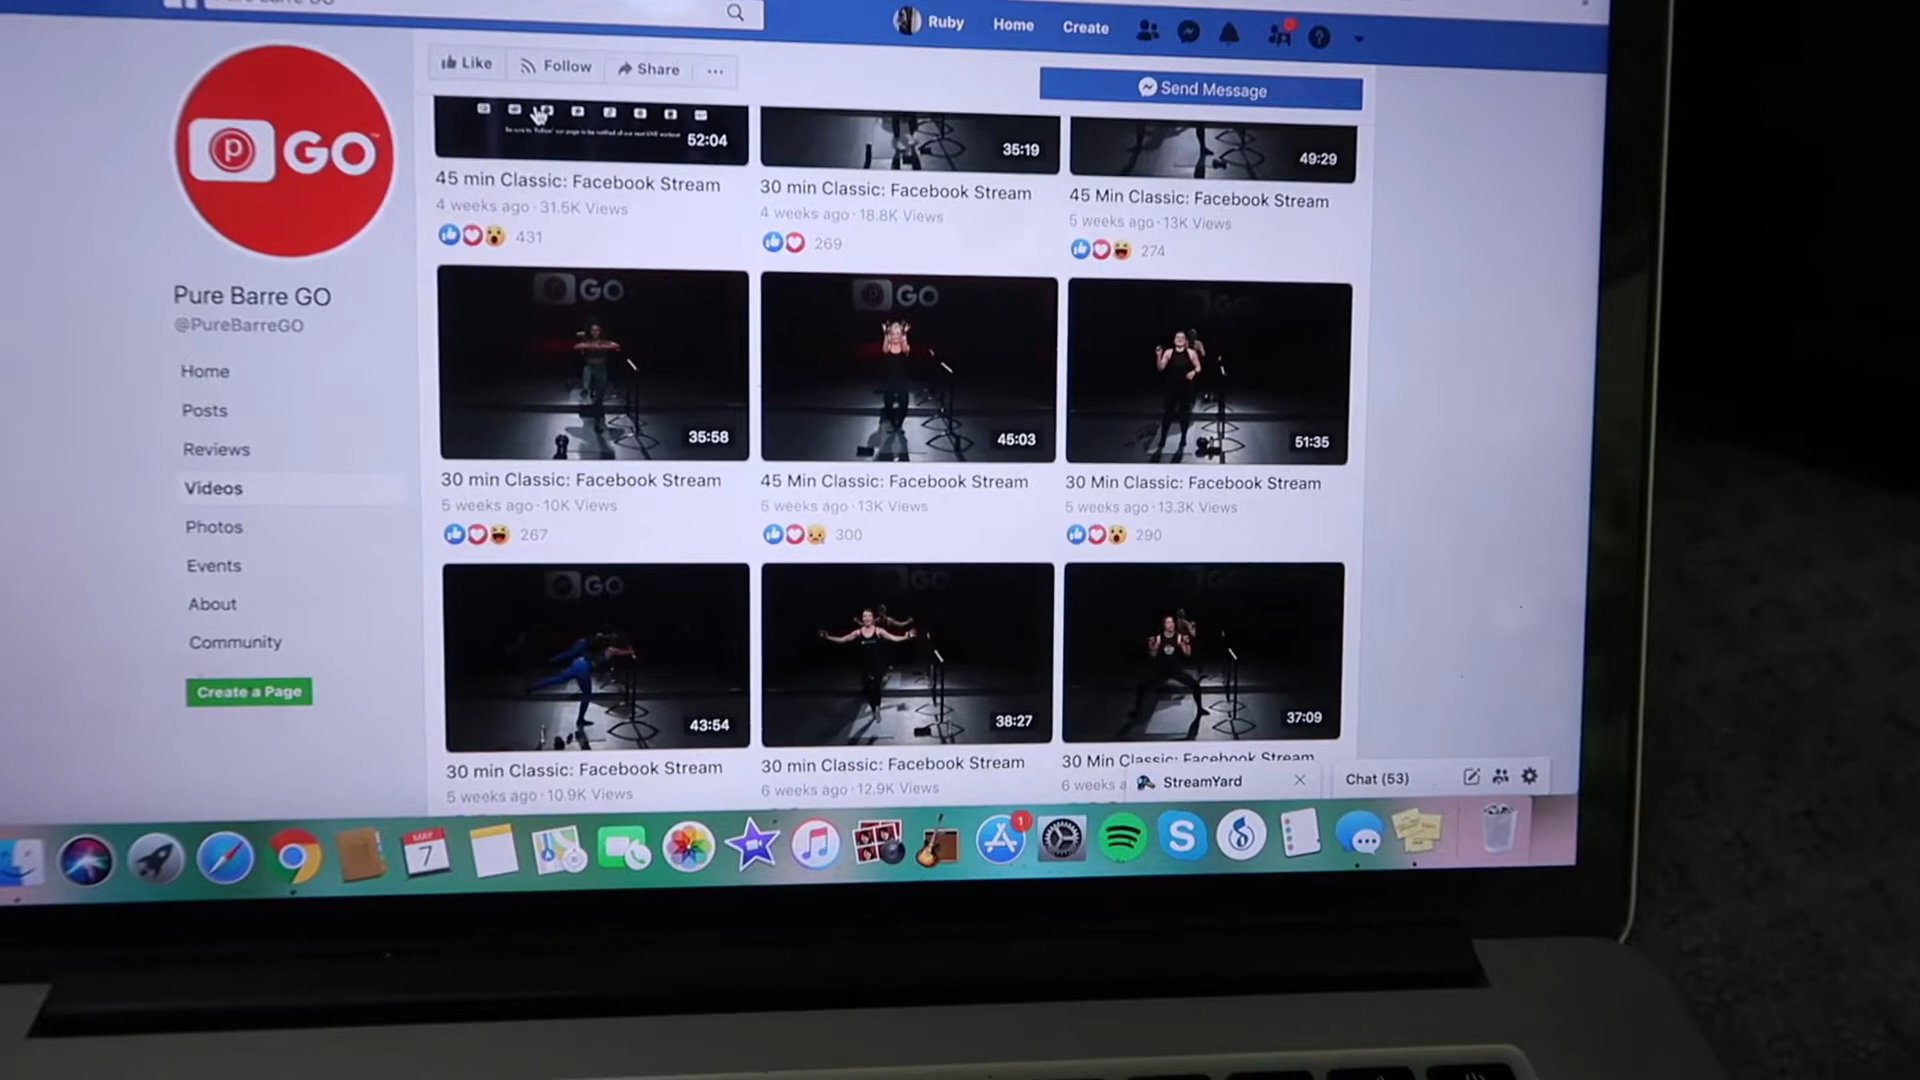 Ruby
Home
Create
Like
Follow
Share
Send Message
P GO
52:04
35:19
49:29
45 min Classic: Facebook Stream
4 weeks ago · 31.5K Views
431
30 min Classic: Facebook Stream
4 weeks ago · 18.8K Views
269
45 Min Classic: Facebook Stream
5 weeks ago · 13K Views
274
Pure Barre GO
@PureBarreGO
Home
Posts
Reviews
Videos
Photos
Events
About
Community
Create a Page
GO
35:58
GO
45:03
GO
51:35
30 min Classic: Facebook Stream
5 weeks ago · 10K Views
267
45 Min Classic: Facebook Stream
5 weeks ago · 13K Views
300
30 Min Classic: Facebook Stream
5 weeks ago · 13.3K Views
290
GO
43:54
GO
38:27
37:09
30 min Classic: Facebook Stream
5 weeks ago · 10.9K Views
30 min Classic: Facebook Stream
6 weeks ago · 12.9K Views
30 Min Classic: Facebook Stream
6 weeks a
StreamYard
Chat (53)
MAY
7
1